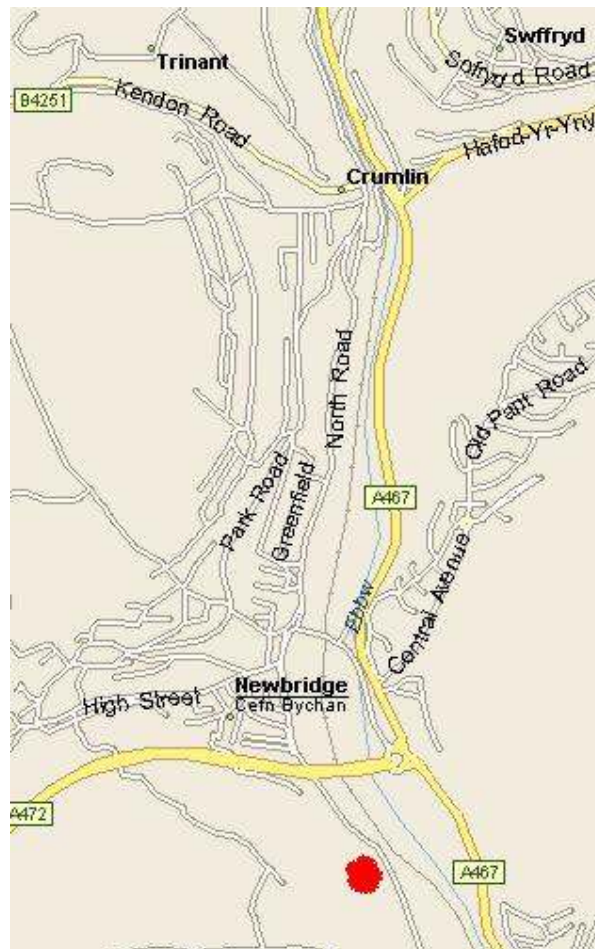 Swffryd
Trinant
Sofryd d Road
B4251
Kendon Road
Hafod-Yr-Yny
Crumlin
North Road
Old Pant Road
Park Road
Greenfield
A467
Ebbw
Central Avenue
Newbridge
Cefn Bychan
High Street
A472
A467